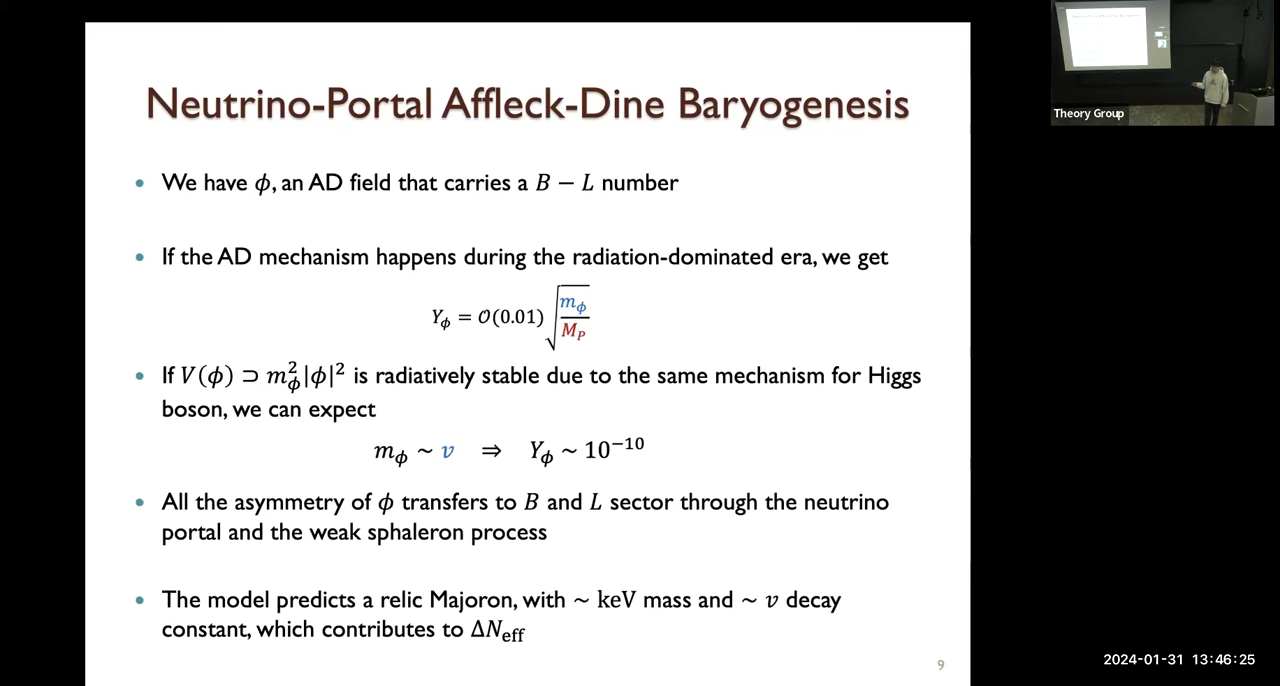 Neutrino-Portal Affleck-Dine Baryogenesis
• We have ϕ, an AD field that carries a B − L number
• If the AD mechanism happens during the radiation-dominated era, we get
Y_ϕ = 𝒪(0.01) √(m_ϕ / M_P)
• If V(ϕ) ⊃ m_ϕ^2 |ϕ|^2 is radiatively stable due to the same mechanism for Higgs
boson, we can expect
m_ϕ ~ v ⇒ Y_ϕ ~ 10^{−10}
• All the asymmetry of ϕ transfers to B and L sector through the neutrino
portal and the weak sphaleron process
• The model predicts a relic Majoron, with ~ keV mass and ~ v decay
constant, which contributes to ΔN_eff
9
Theory Group
2024-01-31 13:46:25